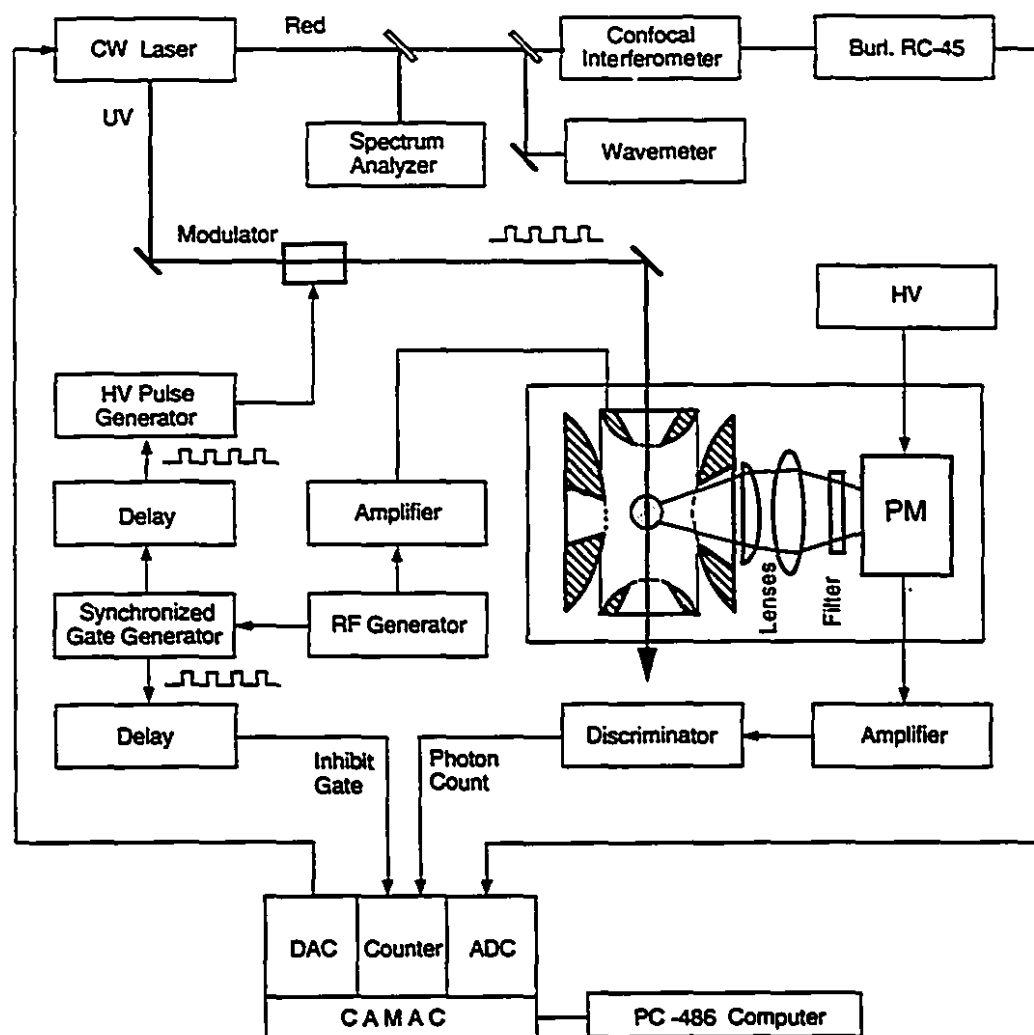 CW Laser
Red
Confocal
Interferometer
Burl. RC-45
UV
Spectrum
Analyzer
Wavemeter
Modulator
HV
HV Pulse
Generator
Delay
Amplifier
PM
Lenses
Filter
Synchronized
Gate Generator
RF Generator
Delay
Inhibit
Gate
Photon
Count
Discriminator
Amplifier
DAC
Counter
ADC
CAMAC
PC-486 Computer